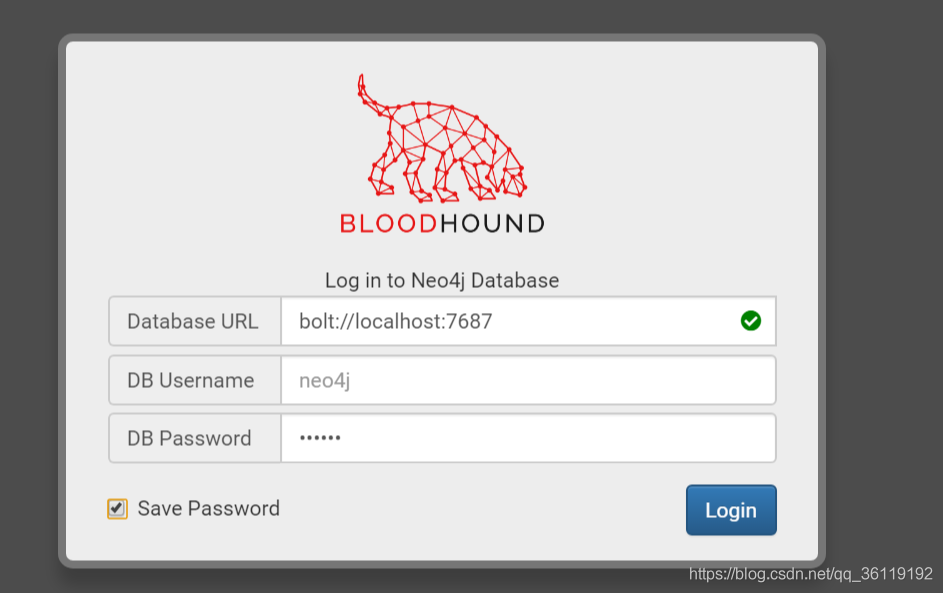 BLOODHOUND
Log in to Neo4j Database
Database URL bolt://localhost:7687
DB Username neo4j
DB Password ••••••
Save Password Login
https://blog.csdn.net/qq_36119192